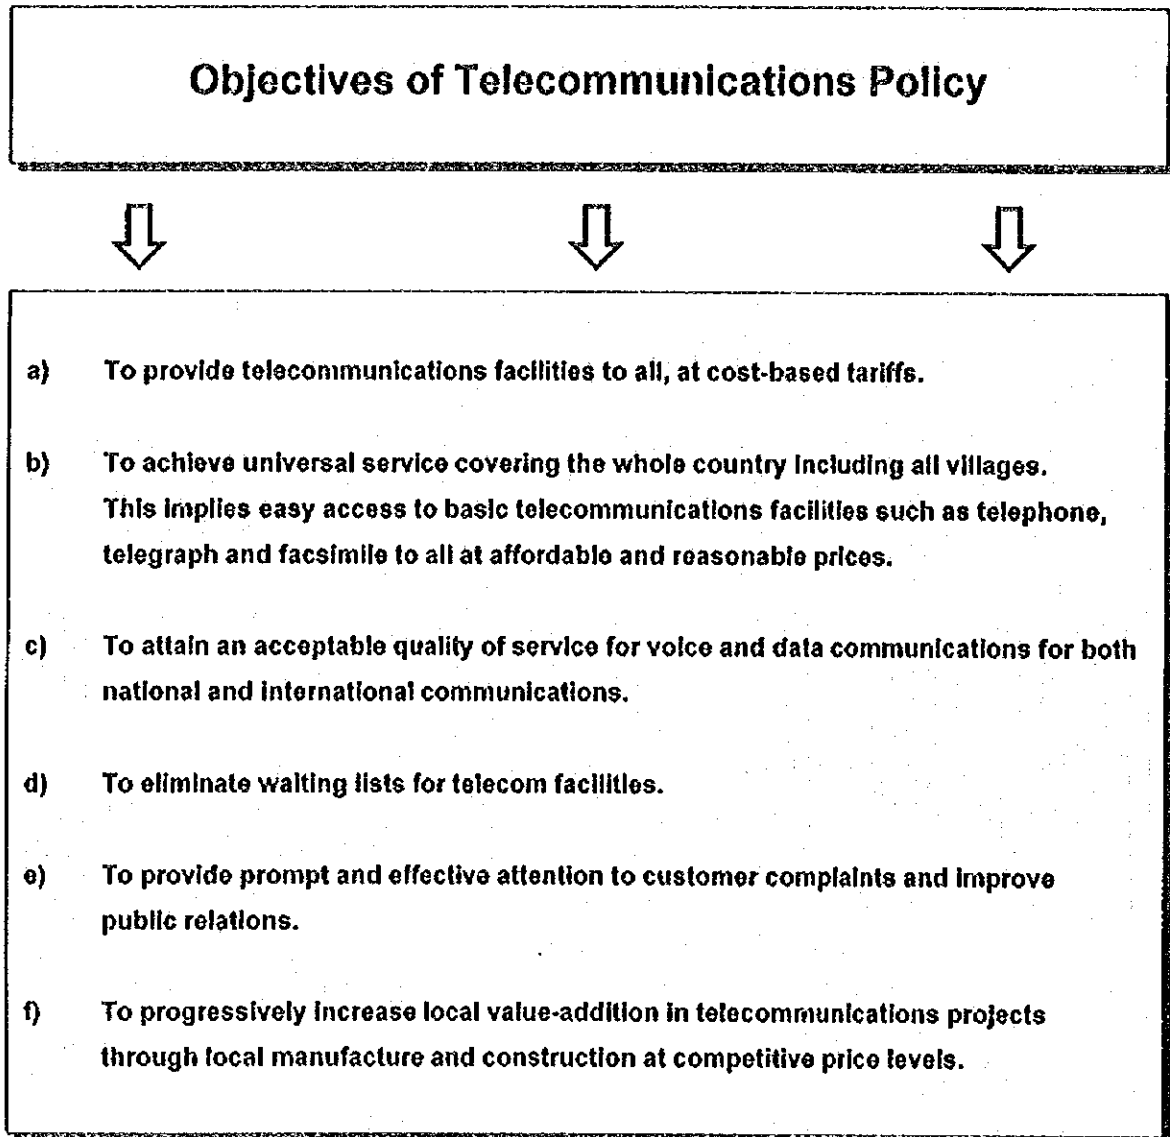 Objectives of Telecommunications Policy
a) To provide telecommunications facilities to all, at cost-based tariffs.
b) To achieve universal service covering the whole country including all villages.
This implies easy access to basic telecommunications facilities such as telephone,
telegraph and facsimile to all at affordable and reasonable prices.
c) To attain an acceptable quality of service for voice and data communications for both
national and international communications.
d) To eliminate waiting lists for telecom facilities.
e) To provide prompt and effective attention to customer complaints and improve
public relations.
f) To progressively increase local value-addition in telecommunications projects
through local manufacture and construction at competitive price levels.